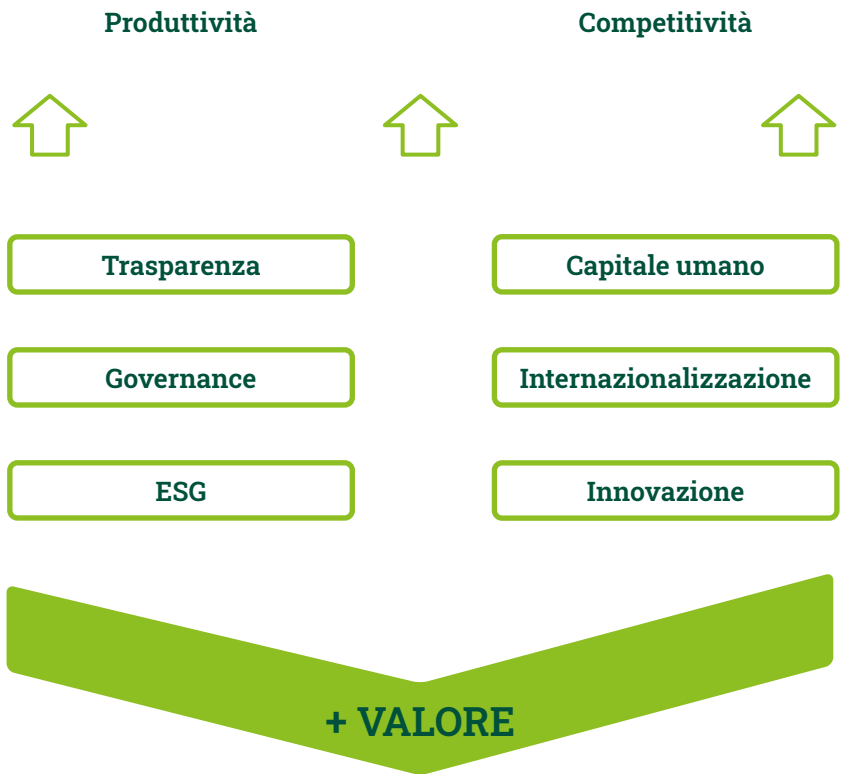 Produttività
Competitività
Trasparenza
Capitale umano
Governance
Internazionalizzazione
ESG
Innovazione
+ VALORE